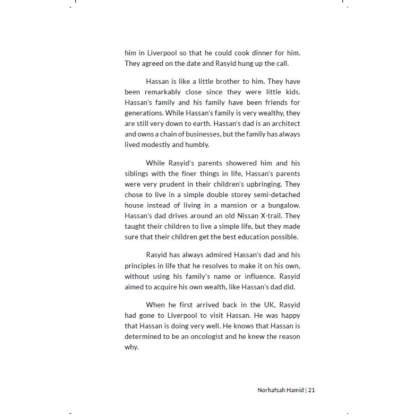 him in Liverpool so that he could cook dinner for him.
They agreed on the date and Rasyid hung up the call.
Hassan is like a little brother to him. They have
been remarkably close since they were little kids.
Hassan's family and his family have been friends for
generations. While Hassan's family is very wealthy, they
are still very down to earth. Hassan's dad is an architect
and owns a chain of businesses, but the family has always
lived modestly and humbly.
While Rasyid's parents showered him and his
siblings with the finer things in life, Hassan's parents
were very prudent in their children's upbringing. They
chose to live in a simple double storey semi-detached
house instead of living in a mansion or a bungalow.
Hassan's dad drives around an old Nissan X-trail. They
taught their children to live a simple life, but they made
sure that their children get the best education possible.
Rasyid has always admired Hassan's dad and his
principles in life that he resolves to make it on his own,
without using his family's name or influence. Rasyid
aimed to acquire his own wealth, like Hassan's dad did.
When he first arrived back in the UK, Rasyid
had gone to Liverpool to visit Hassan. He was happy
that Hassan is doing very well. He knows that Hassan is
determined to be an oncologist and he knew the reason
why.
Norhafsah Hamid | 21